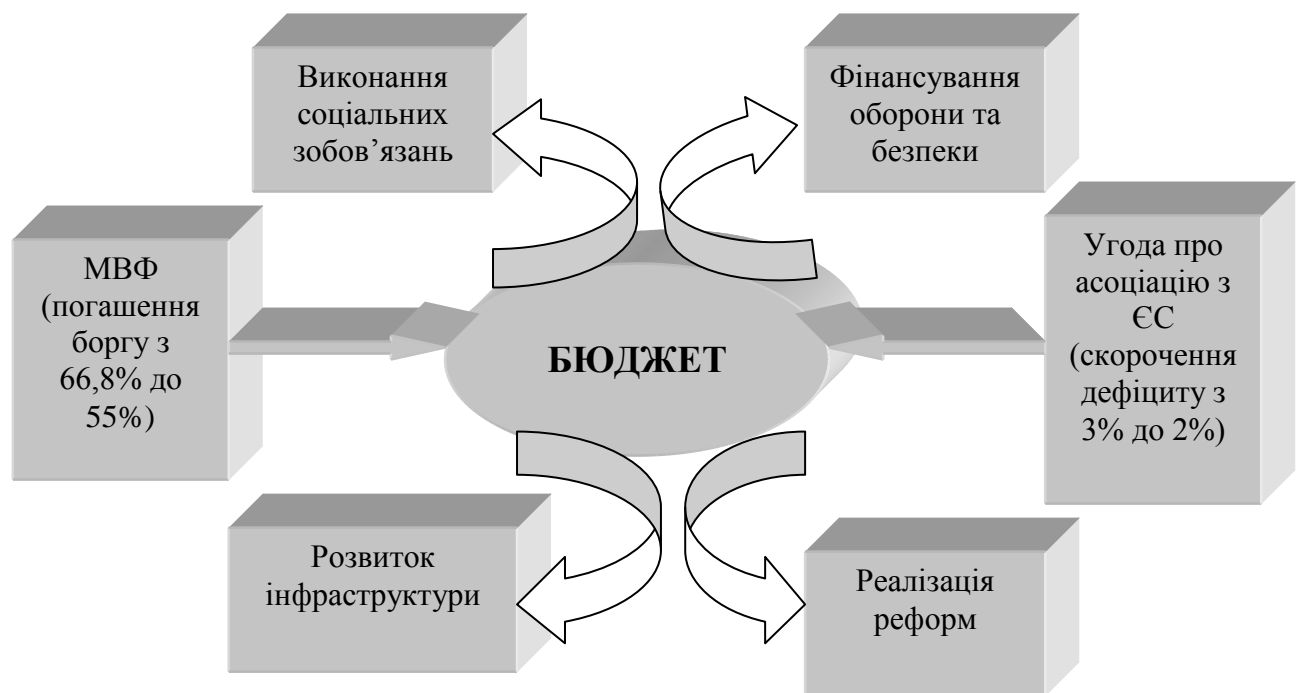 Виконання
соціальних
зобов’язань
Фінансування
оборони та
безпеки
МВФ
(погашення
боргу з
66,8% до
55%)
БЮДЖЕТ
Угода про
асоціацію з
ЄС
(скорочення
дефіциту з
3% до 2%)
Розвиток
інфраструктури
Реалізація
реформ